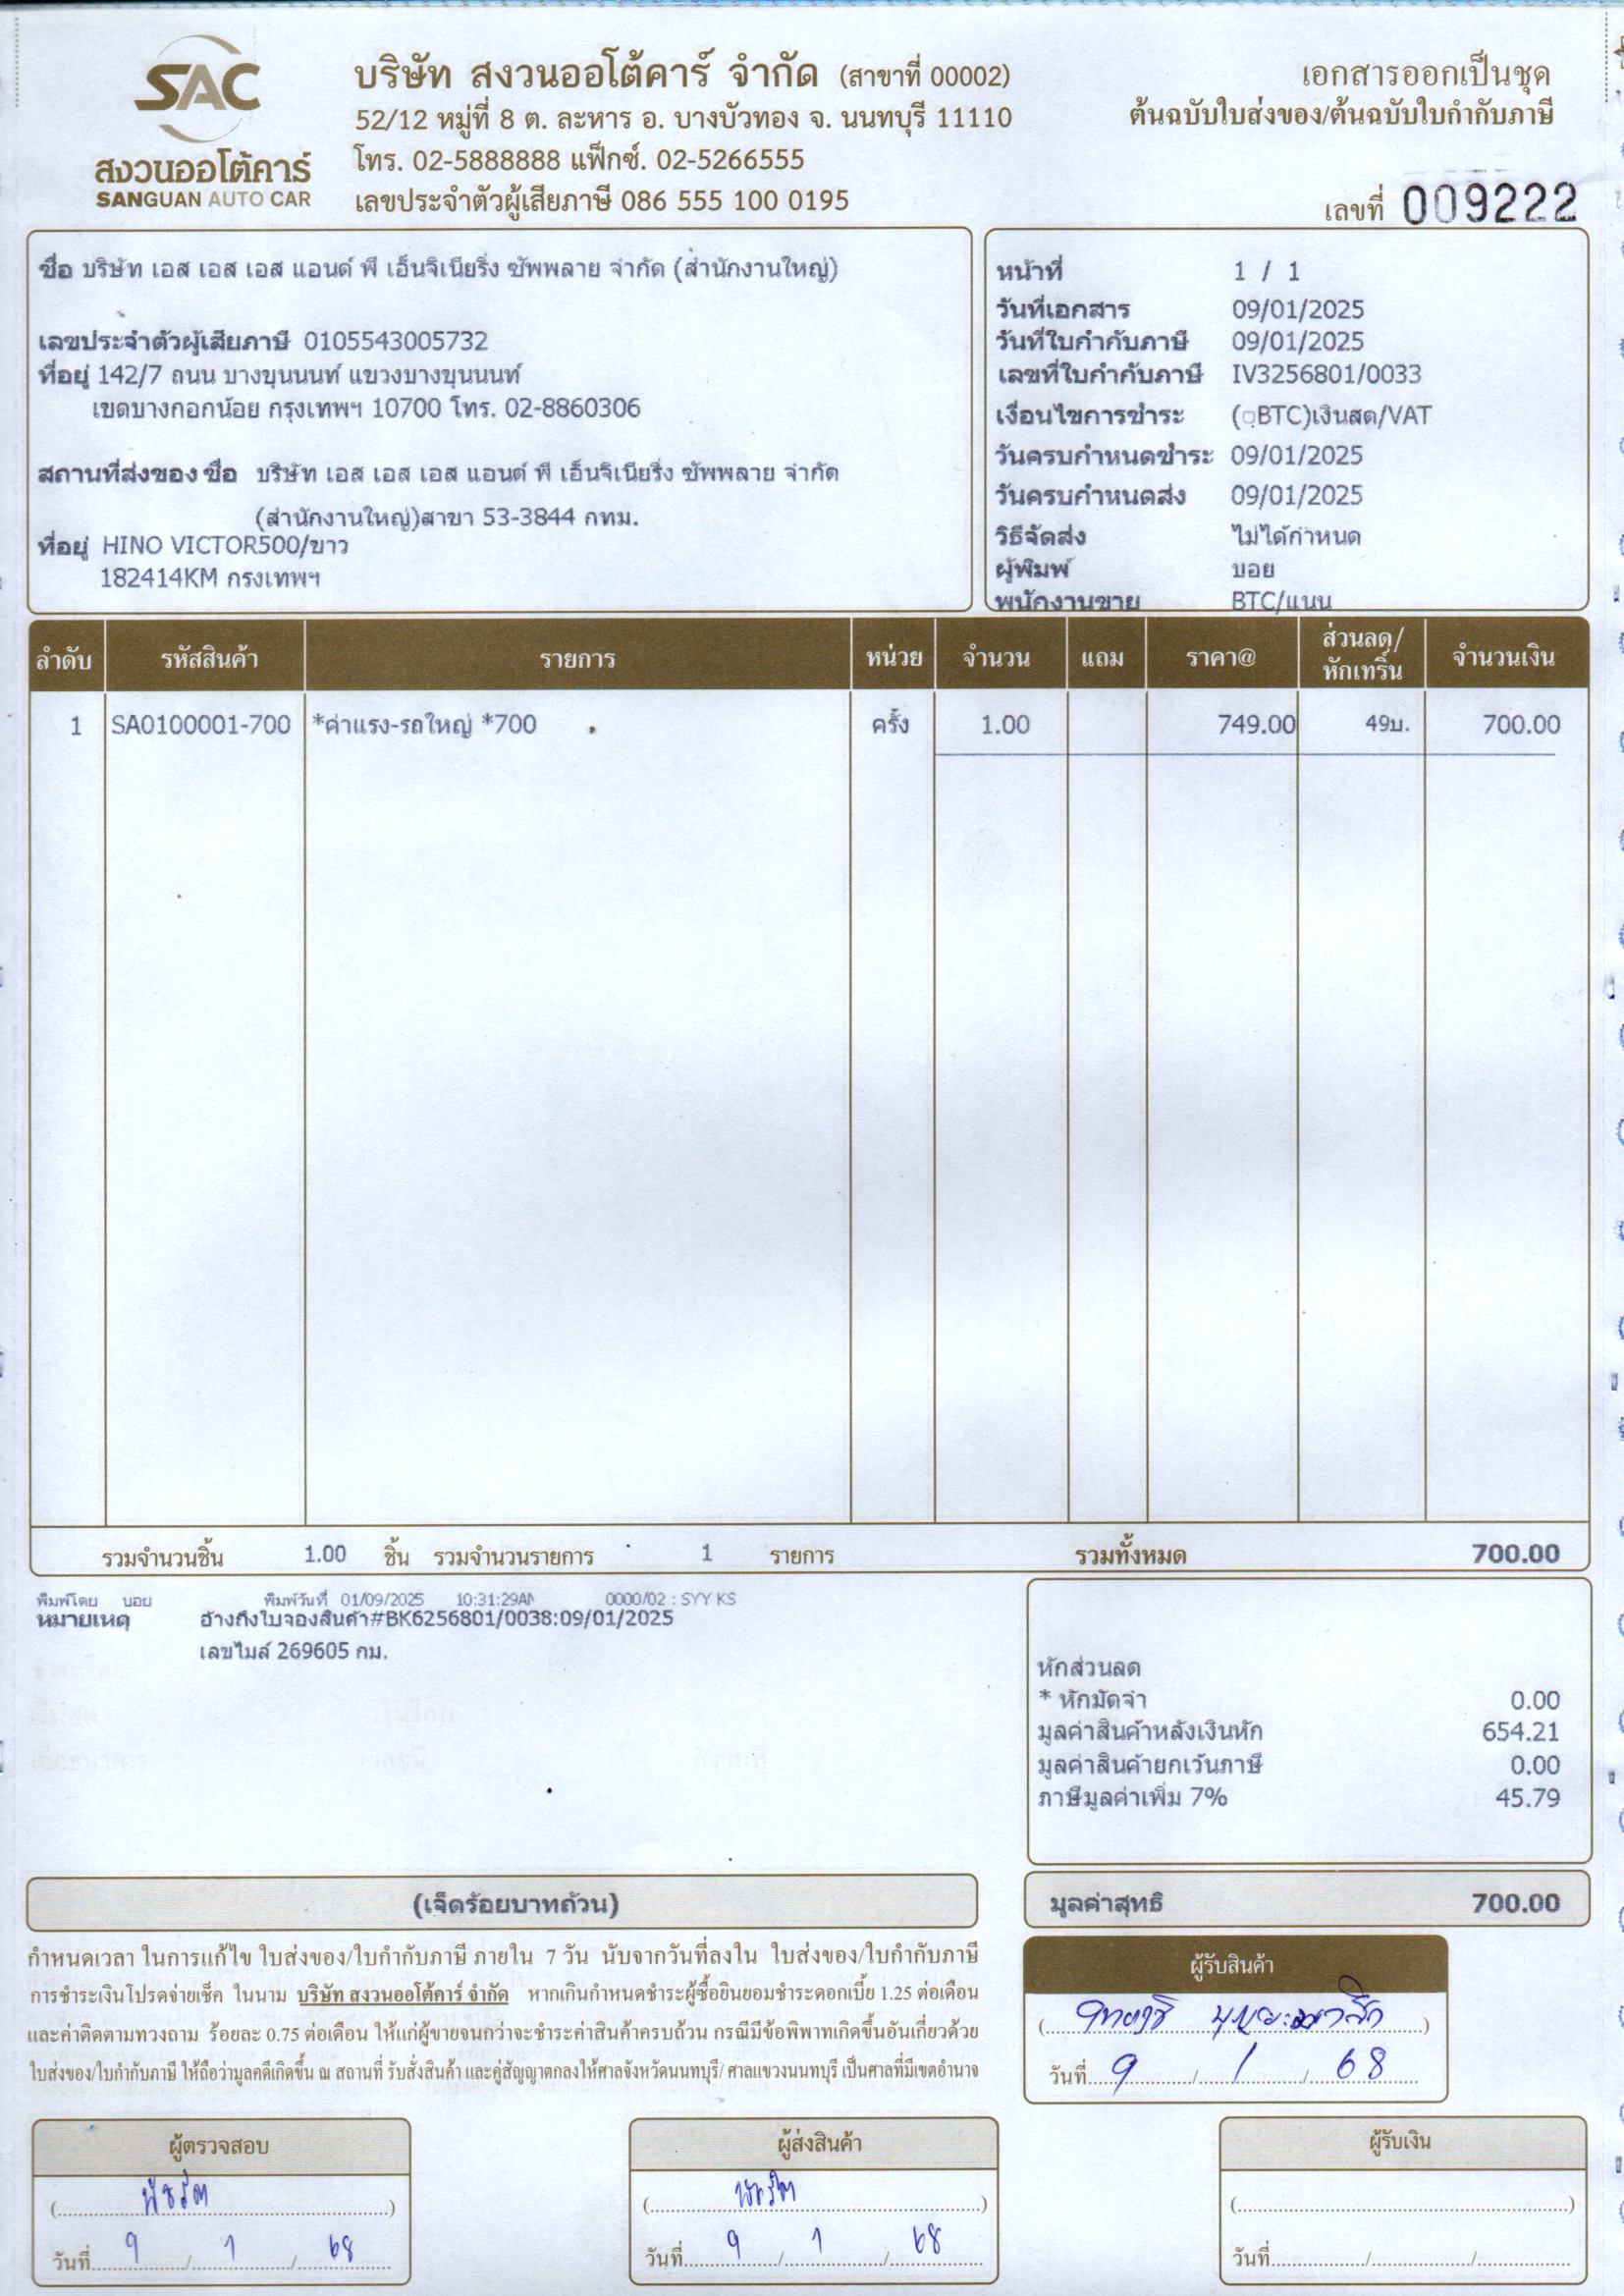 SAC
สงวนออโต้คาร์
SANGUAN AUTO CAR
บริษัท สงวนออโต้คาร์ จำกัด (สาขาที่ 00002)
52/12 หมู่ที่ 8 ต. ละหาร อ. บางบัวทอง จ. นนทบุรี 11110
โทร. 02-5888888 แฟ็กซ์. 02-5266555
เลขประจำตัวผู้เสียภาษี 086 555 100 0195
เอกสารออกเป็นชุด
ต้นฉบับใบส่งของ/ต้นฉบับใบกำกับภาษี
เลขที่ 009222
ชื่อ บริษัท เอส เอส เอส แอนด์ พี เอ็นจิเนียริ่ง ซัพพลาย จำกัด (สำนักงานใหญ่)
เลขประจำตัวผู้เสียภาษี 0105543005732
ที่อยู่ 142/7 ถนน บางขุนนนท์ แขวงบางขุนนนท์
เขตบางกอกน้อย กรุงเทพฯ 10700 โทร. 02-8860306
สถานที่ส่งของ ชื่อ บริษัท เอส เอส เอส แอนด์ พี เอ็นจิเนียริ่ง ซัพพลาย จำกัด
(สำนักงานใหญ่)สาขา 53-3844 กทม.
ที่อยู่ HINO VICTOR500/ขาว
182414KM กรุงเทพฯ
หน้าที่ 1 / 1
วันที่เอกสาร 09/01/2025
วันที่ใบกำกับภาษี 09/01/2025
เลขที่ใบกำกับภาษี IV3256801/0033
เงื่อนไขการชำระ (ฺBTC)เงินสด/VAT
วันครบกำหนดชำระ 09/01/2025
วันครบกำหนดส่ง 09/01/2025
วิธีจัดส่ง ไม่ได้กำหนด
ผู้พิมพ์ บอย
พนักงานขาย BTC/แนน
ลำดับ รหัสสินค้า รายการ หน่วย จำนวน แถม ราคา@ ส่วนลด/หักเทริ์น จำนวนเงิน
1 SA0100001-700 *ค่าแรง-รถใหญ่ *700 ครั้ง 1.00 749.00 49บ. 700.00
รวมจำนวนชิ้น 1.00 ชิ้น รวมจำนวนรายการ 1 รายการ รวมทั้งหมด 700.00
พิมพ์โดย บอย พิมพ์วันที่ 01/09/2025 10:31:29AM 0000/02 : SYY KS
หมายเหตุ อ้างถึงใบจองสินค้า#BK6256801/0038:09/01/2025
เลขไมล์ 269605 กม.
หักส่วนลด
* หักมัดจำ 0.00
มูลค่าสินค้าหลังเงินหัก 654.21
มูลค่าสินค้ายกเว้นภาษี 0.00
ภาษีมูลค่าเพิ่ม 7% 45.79
(เจ็ดร้อยบาทถ้วน)
มูลค่าสุทธิ 700.00
กำหนดเวลา ในการแก้ไข ใบส่งของ/ใบกำกับภาษี ภายใน 7 วัน นับจากวันที่ลงใน ใบส่งของ/ใบกำกับภาษี
การชำระเงินโปรดจ่ายเช็ค ในนาม บริษัท สงวนออโต้คาร์ จำกัด หากเกินกำหนดชำระผู้ซื้อยินยอมชำระดอกเบี้ย 1.25 ต่อเดือน
และค่าติดตามทวงถาม ร้อยละ 0.75 ต่อเดือน ให้แก่ผู้ขายจนกว่าจะชำระค่าสินค้าครบถ้วน กรณีมีข้อพิพาทเกิดขึ้นอันเกี่ยวด้วย
ใบส่งของ/ใบกำกับภาษี ให้ถือว่ามูลคดีเกิดขึ้น ณ สถานที่ รับสั่งสินค้า และคู่สัญญาตกลงให้ศาลจังหวัดนนทบุรี/ ศาลแขวงนนทบุรี เป็นศาลที่มีเขตอำนาจ
ผู้รับสินค้า
วันที่ 9 / 1 / 68
ผู้ตรวจสอบ
(พัชรีต)
วันที่ 9 / 1 / 68
ผู้ส่งสินค้า
วันที่ 9 / 1 / 68
ผู้รับเงิน
(          )
วันที่    /    /